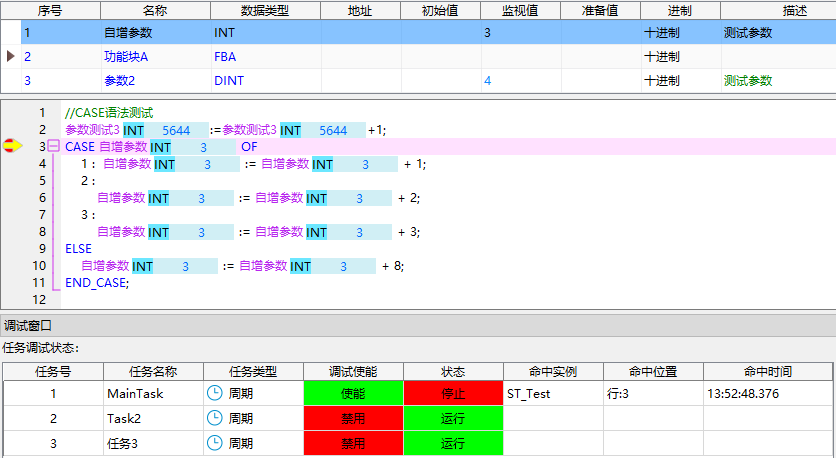 序号 名称 数据类型 地址 初始值 监视值 准备值 进制 描述
1 自增参数 INT 3 十进制 测试参数
2 功能块A FBA 十进制
3 参数2 DINT 4 十进制 测试参数
1 //CASE语法测试
2 参数测试3 INT 5644 :=参数测试3 INT 5644 +1;
3 CASE 自增参数 INT 3 OF
4 1 : 自增参数 INT 3 := 自增参数 INT 3 + 1;
5 2 :
6 自增参数 INT 3 := 自增参数 INT 3 + 2;
7 3 :
8 自增参数 INT 3 := 自增参数 INT 3 + 3;
9 ELSE
10 自增参数 INT 3 := 自增参数 INT 3 + 8;
11 END_CASE;
12
调试窗口
任务调试状态:
任务号 任务名称 任务类型 调试使能 状态 命中实例 命中位置 命中时间
1 MainTask 周期 使能 停止 ST_Test 行:3 13:52:48.376
2 Task2 周期 禁用 运行
3 任务3 周期 禁用 运行